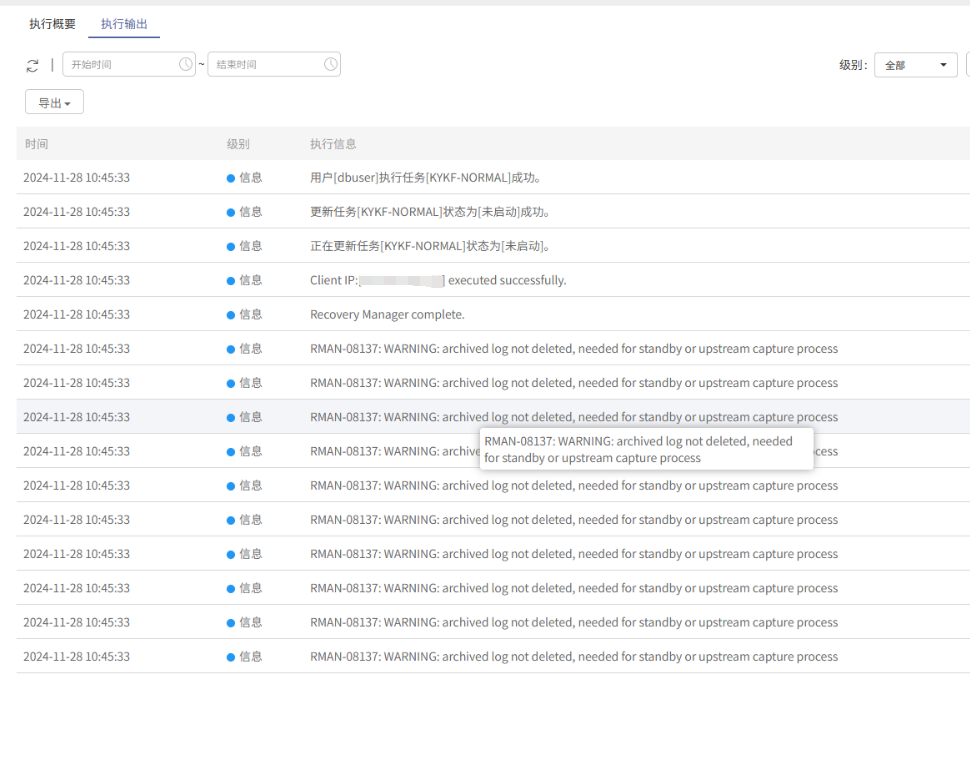 执行概要 执行输出
开始时间 ~ 结束时间 级别： 全部
导出
时间 级别 执行信息
2024-11-28 10:45:33 信息 用户[dbuser]执行任务[KYKF-NORMAL]成功。
2024-11-28 10:45:33 信息 更新任务[KYKF-NORMAL]状态为[未启动]成功。
2024-11-28 10:45:33 信息 正在更新任务[KYKF-NORMAL]状态为[未启动]。
2024-11-28 10:45:33 信息 Client IP:[ ] executed successfully.
2024-11-28 10:45:33 信息 Recovery Manager complete.
2024-11-28 10:45:33 信息 RMAN-08137: WARNING: archived log not deleted, needed for standby or upstream capture process
2024-11-28 10:45:33 信息 RMAN-08137: WARNING: archived log not deleted, needed for standby or upstream capture process
2024-11-28 10:45:33 信息 RMAN-08137: WARNING: archived log not deleted, needed for standby or upstream capture process
RMAN-08137: WARNING: archived log not deleted, needed
for standby or upstream capture process
2024-11-28 10:45:33 信息 RMAN-08137: WARNING: archive cess
2024-11-28 10:45:33 信息 RMAN-08137: WARNING: archived log not deleted, needed for standby or upstream capture process
2024-11-28 10:45:33 信息 RMAN-08137: WARNING: archived log not deleted, needed for standby or upstream capture process
2024-11-28 10:45:33 信息 RMAN-08137: WARNING: archived log not deleted, needed for standby or upstream capture process
2024-11-28 10:45:33 信息 RMAN-08137: WARNING: archived log not deleted, needed for standby or upstream capture process
2024-11-28 10:45:33 信息 RMAN-08137: WARNING: archived log not deleted, needed for standby or upstream capture process
2024-11-28 10:45:33 信息 RMAN-08137: WARNING: archived log not deleted, needed for standby or upstream capture process